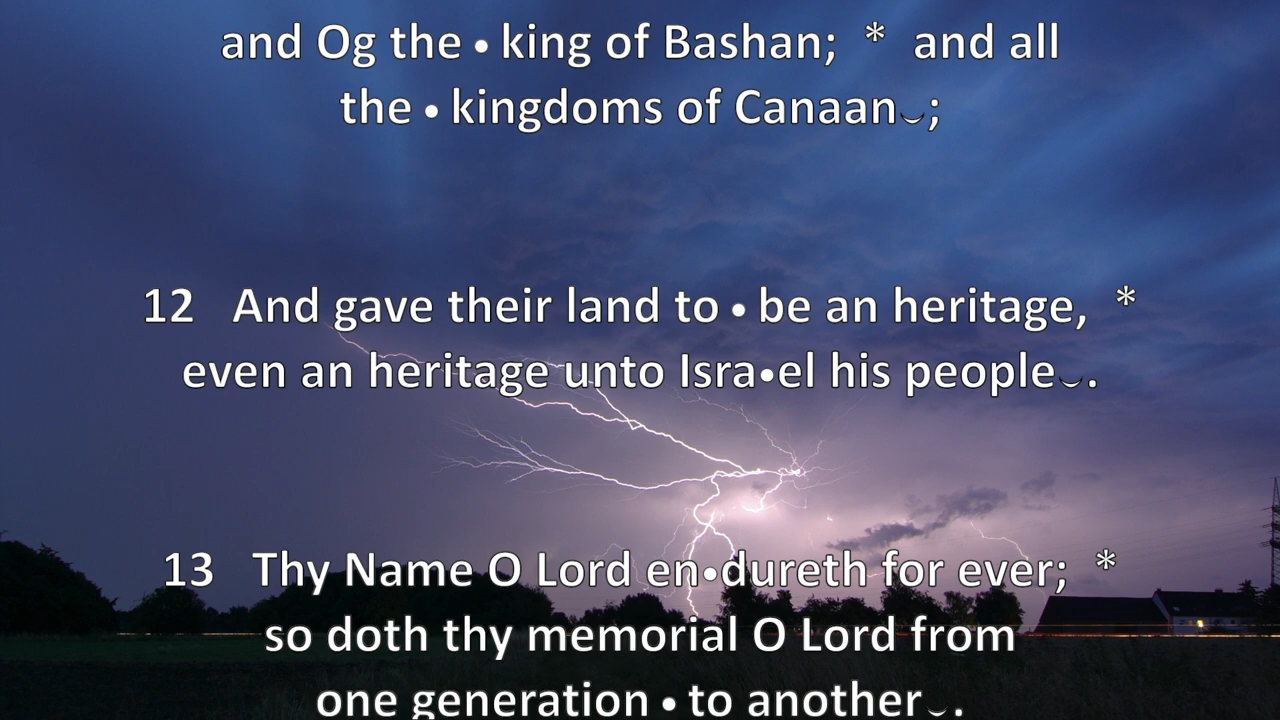 and Og the • king of Bashan; * and all
the • kingdoms of Canaan‿;
12 And gave their land to • be an heritage, *
even an heritage unto Isra•el his people‿.
13 Thy Name O Lord en•dureth for ever; *
so doth thy memorial O Lord from
one generation • to another‿.